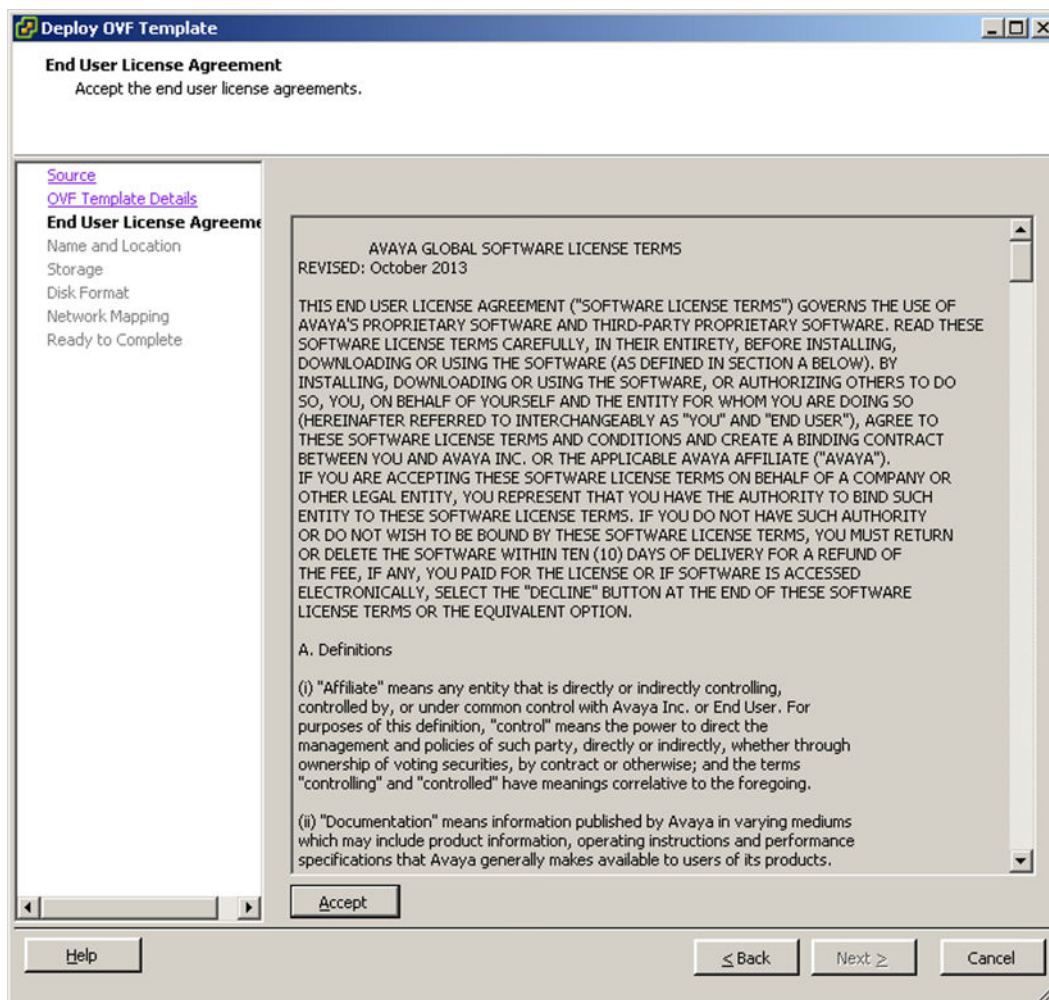 Deploy OVF Template
End User License Agreement
Accept the end user license agreements.
Source
OVF Template Details
End User License Agreeme
Name and Location
Storage
Disk Format
Network Mapping
Ready to Complete
AVAYA GLOBAL SOFTWARE LICENSE TERMS
REVISED: October 2013
THIS END USER LICENSE AGREEMENT ("SOFTWARE LICENSE TERMS") GOVERNS THE USE OF
AVAYA'S PROPRIETARY SOFTWARE AND THIRD-PARTY PROPRIETARY SOFTWARE. READ THESE
SOFTWARE LICENSE TERMS CAREFULLY, IN THEIR ENTIRETY, BEFORE INSTALLING,
DOWNLOADING OR USING THE SOFTWARE (AS DEFINED IN SECTION A BELOW). BY
INSTALLING, DOWNLOADING OR USING THE SOFTWARE, OR AUTHORIZING OTHERS TO DO
SO, YOU, ON BEHALF OF YOURSELF AND THE ENTITY FOR WHOM YOU ARE DOING SO
(HEREINAFTER REFERRED TO INTERCHANGEABLY AS "YOU" AND "END USER"), AGREE TO
THESE SOFTWARE LICENSE TERMS AND CONDITIONS AND CREATE A BINDING CONTRACT
BETWEEN YOU AND AVAYA INC. OR THE APPLICABLE AVAYA AFFILIATE ("AVAYA").
IF YOU ARE ACCEPTING THESE SOFTWARE LICENSE TERMS ON BEHALF OF A COMPANY OR
OTHER LEGAL ENTITY, YOU REPRESENT THAT YOU HAVE THE AUTHORITY TO BIND SUCH
ENTITY TO THESE SOFTWARE LICENSE TERMS. IF YOU DO NOT HAVE SUCH AUTHORITY
OR DO NOT WISH TO BE BOUND BY THESE SOFTWARE LICENSE TERMS, YOU MUST RETURN
OR DELETE THE SOFTWARE WITHIN TEN (10) DAYS OF DELIVERY FOR A REFUND OF
THE FEE, IF ANY, YOU PAID FOR THE LICENSE OR IF SOFTWARE IS ACCESSED
ELECTRONICALLY, SELECT THE "DECLINE" BUTTON AT THE END OF THESE SOFTWARE
LICENSE TERMS OR THE EQUIVALENT OPTION.
A. Definitions
(i) "Affiliate" means any entity that is directly or indirectly controlling,
controlled by, or under common control with Avaya Inc. or End User. For
purposes of this definition, "control" means the power to direct the
management and policies of such party, directly or indirectly, whether through
ownership of voting securities, by contract or otherwise; and the terms
"controlling" and "controlled" have meanings correlative to the foregoing.
(ii) "Documentation" means information published by Avaya in varying mediums
which may include product information, operating instructions and performance
specifications that Avaya generally makes available to users of its products.
Accept
Help
< Back
Next >
Cancel